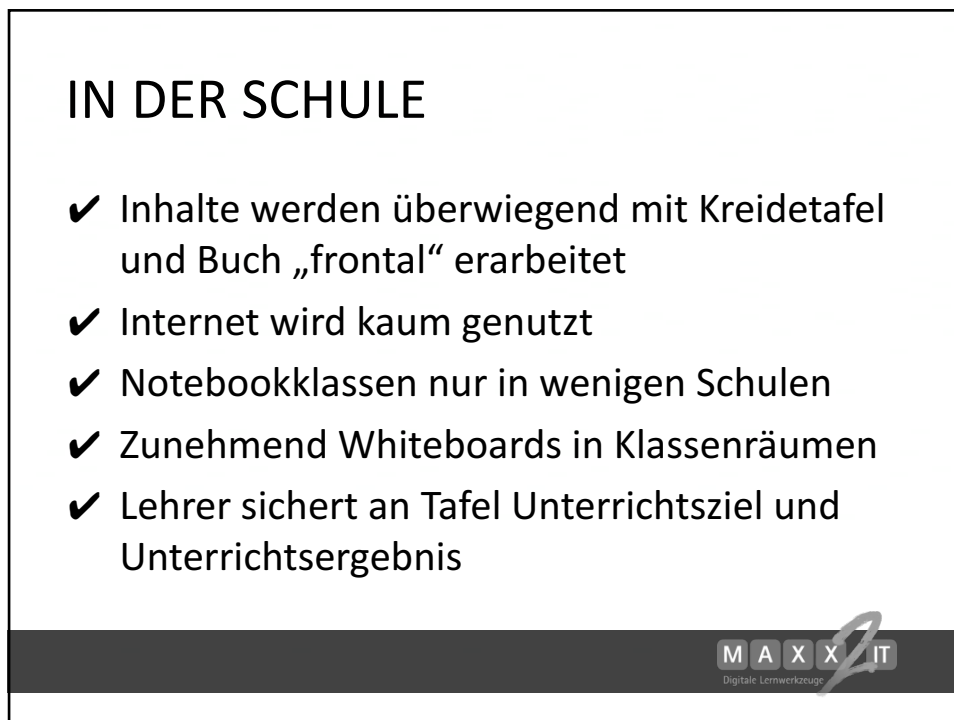 IN DER SCHULE
✔ Inhalte werden überwiegend mit Kreidetafel
und Buch „frontal“ erarbeitet
✔ Internet wird kaum genutzt
✔ Notebookklassen nur in wenigen Schulen
✔ Zunehmend Whiteboards in Klassenräumen
✔ Lehrer sichert an Tafel Unterrichtsziel und
Unterrichtsergebnis
MAXX2IT
Digitale Lernwerkzeuge